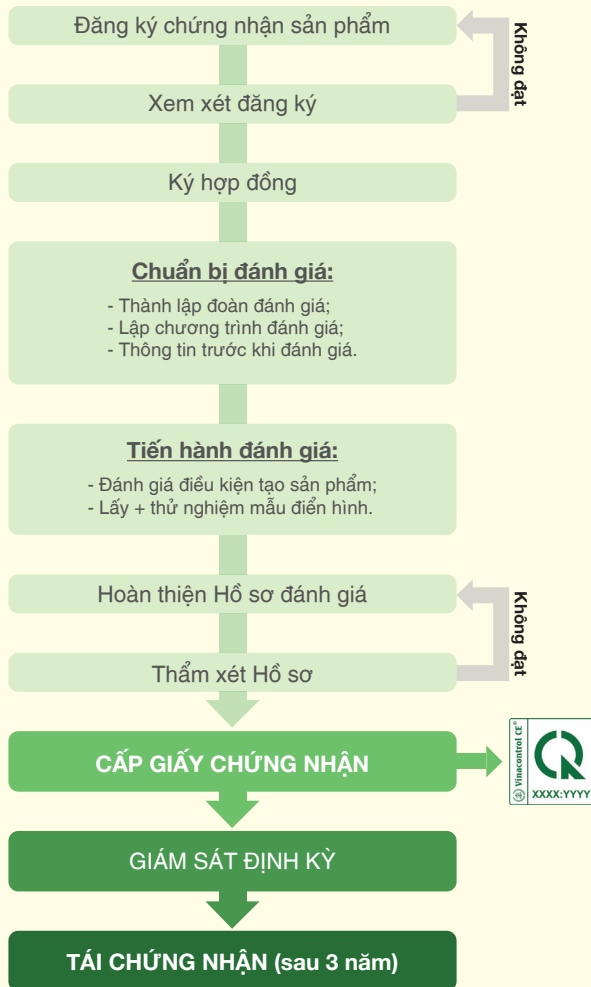 Đăng ký chứng nhận sản phẩm
Không đạt
Xem xét đăng ký
Ký hợp đồng
Chuẩn bị đánh giá:
- Thành lập đoàn đánh giá;
- Lập chương trình đánh giá;
- Thông tin trước khi đánh giá.
Tiến hành đánh giá:
- Đánh giá điều kiện tạo sản phẩm;
- Lấy + thử nghiệm mẫu điển hình.
Hoàn thiện Hồ sơ đánh giá
Không đạt
Thẩm xét Hồ sơ
CẤP GIẤY CHỨNG NHẬN
Vinacontrol CE®
XXXX:YYYY
GIÁM SÁT ĐỊNH KỲ
TÁI CHỨNG NHẬN (sau 3 năm)